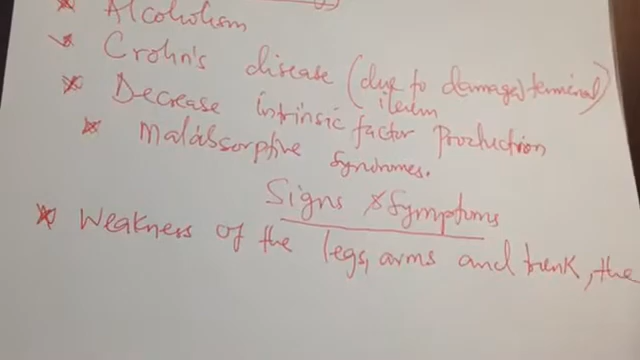 * Alcoholism
* Crohn's disease (due to damage) terminal)
ileum
* Decrease intrinsic factor Production
* Malabsorptive Syndromes.
Signs & Symptoms
* Weakness of the legs, arms and trunk, the